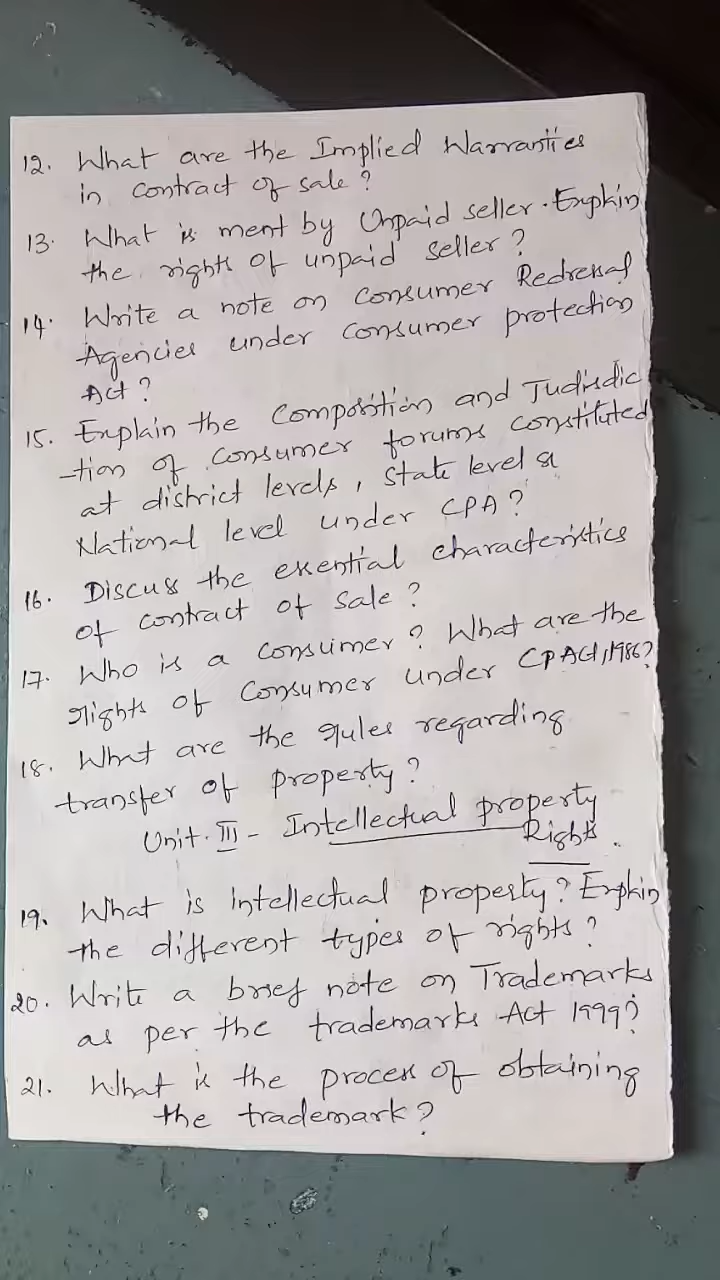 12. What are the Implied Warranties
in contract of sale?
13. What is ment by Unpaid seller. Explain
the rights of unpaid seller?
14. Write a note on Consumer Redressal
Agencies under Consumer protection
Act?
15. Explain the Composition and Judisdic
-tion of consumer forums constituted
at district levels, State level &
National level under CPA?
16. Discuss the essential characteristics
of contract of sale?
17. Who is a consumer? What are the
rights of Consumer under CP Act, 1986?
18. What are the rules regarding
transfer of property?
Unit. III - Intellectual property
Rights.
19. What is intellectual property? Explain
the different types of rights?
20. Write a brief note on Trademarks
as per the trademarks Act 1999?
21. What is the process of obtaining
the trademark?